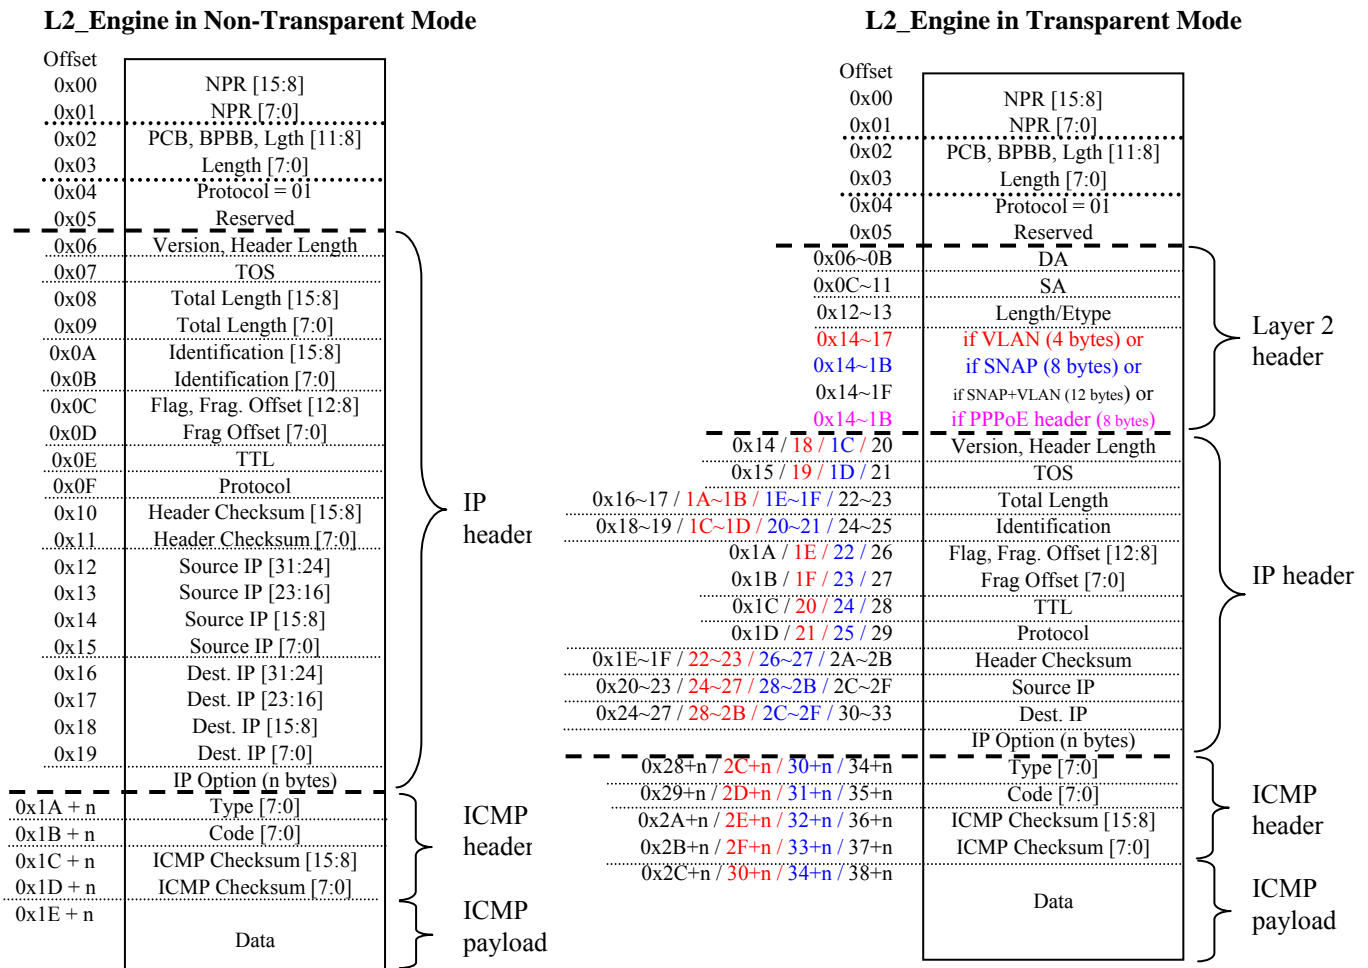 L2_Engine in Non-Transparent Mode
Offset
0x00 NPR [15:8]
0x01 NPR [7:0]
0x02 PCB, BPBB, Lgth [11:8]
0x03 Length [7:0]
0x04 Protocol = 01
0x05 Reserved
0x06 Version, Header Length
0x07 TOS
0x08 Total Length [15:8]
0x09 Total Length [7:0]
0x0A Identification [15:8]
0x0B Identification [7:0]
0x0C Flag, Frag. Offset [12:8]
0x0D Frag Offset [7:0]
0x0E TTL
0x0F Protocol
0x10 Header Checksum [15:8]
0x11 Header Checksum [7:0]
0x12 Source IP [31:24]
0x13 Source IP [23:16]
0x14 Source IP [15:8]
0x15 Source IP [7:0]
0x16 Dest. IP [31:24]
0x17 Dest. IP [23:16]
0x18 Dest. IP [15:8]
0x19 Dest. IP [7:0]
IP Option (n bytes)
0x1A + n Type [7:0]
0x1B + n Code [7:0]
0x1C + n ICMP Checksum [15:8]
0x1D + n ICMP Checksum [7:0]
0x1E + n
Data
IP
header
ICMP
header
ICMP
payload
L2_Engine in Transparent Mode
Offset
0x00 NPR [15:8]
0x01 NPR [7:0]
0x02 PCB, BPBB, Lgth [11:8]
0x03 Length [7:0]
0x04 Protocol = 01
0x05 Reserved
0x06~0B DA
0x0C~11 SA
0x12~13 Length/Etype
0x14~17 if VLAN (4 bytes) or
0x14~1B if SNAP (8 bytes) or
0x14~1F if SNAP+VLAN (12 bytes) or
0x14~1B if PPPoE header (8 bytes)
0x14 / 18 / 1C / 20 Version, Header Length
0x15 / 19 / 1D / 21 TOS
0x16~17 / 1A~1B / 1E~1F / 22~23 Total Length
0x18~19 / 1C~1D / 20~21 / 24~25 Identification
0x1A / 1E / 22 / 26 Flag, Frag. Offset [12:8]
0x1B / 1F / 23 / 27 Frag Offset [7:0]
0x1C / 20 / 24 / 28 TTL
0x1D / 21 / 25 / 29 Protocol
0x1E~1F / 22~23 / 26~27 / 2A~2B Header Checksum
0x20~23 / 24~27 / 28~2B / 2C~2F Source IP
0x24~27 / 28~2B / 2C~2F / 30~33 Dest. IP
IP Option (n bytes)
0x28+n / 2C+n / 30+n / 34+n Type [7:0]
0x29+n / 2D+n / 31+n / 35+n Code [7:0]
0x2A+n / 2E+n / 32+n / 36+n ICMP Checksum [15:8]
0x2B+n / 2F+n / 33+n / 37+n ICMP Checksum [7:0]
0x2C+n / 30+n / 34+n / 38+n
Data
Layer 2
header
IP header
ICMP
header
ICMP
payload